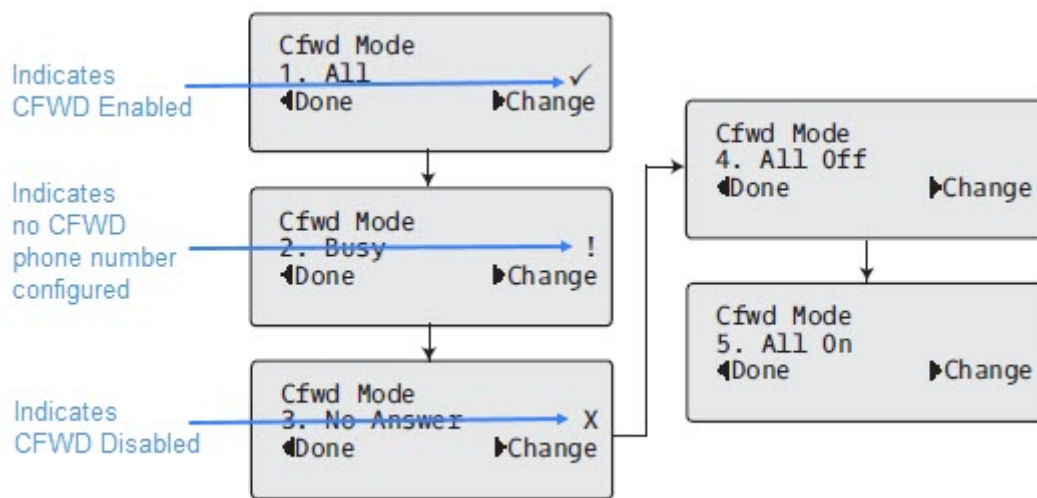 Indicates
CFWD Enabled
Cfwd Mode
1. All ✓
◀Done ▶Change
Indicates
no CFWD
phone number
configured
Cfwd Mode
2. Busy !
◀Done ▶Change
Indicates
CFWD Disabled
Cfwd Mode
3. No Answer X
◀Done ▶Change
Cfwd Mode
4. All Off
◀Done ▶Change
Cfwd Mode
5. All On
◀Done ▶Change